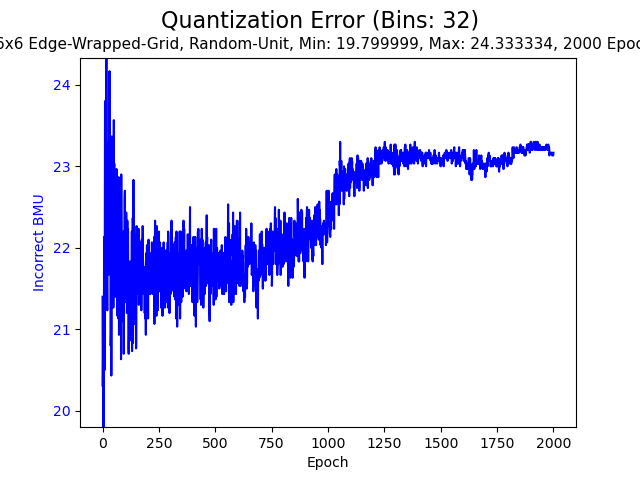 Quantization Error (Bins: 32)
6x6 Edge-Wrapped-Grid, Random-Unit, Min: 19.799999, Max: 24.333334, 2000 Epoc
24
23
22
21
20
Incorrect BMU
0 250 500 750 1000 1250 1500 1750 2000
Epoch